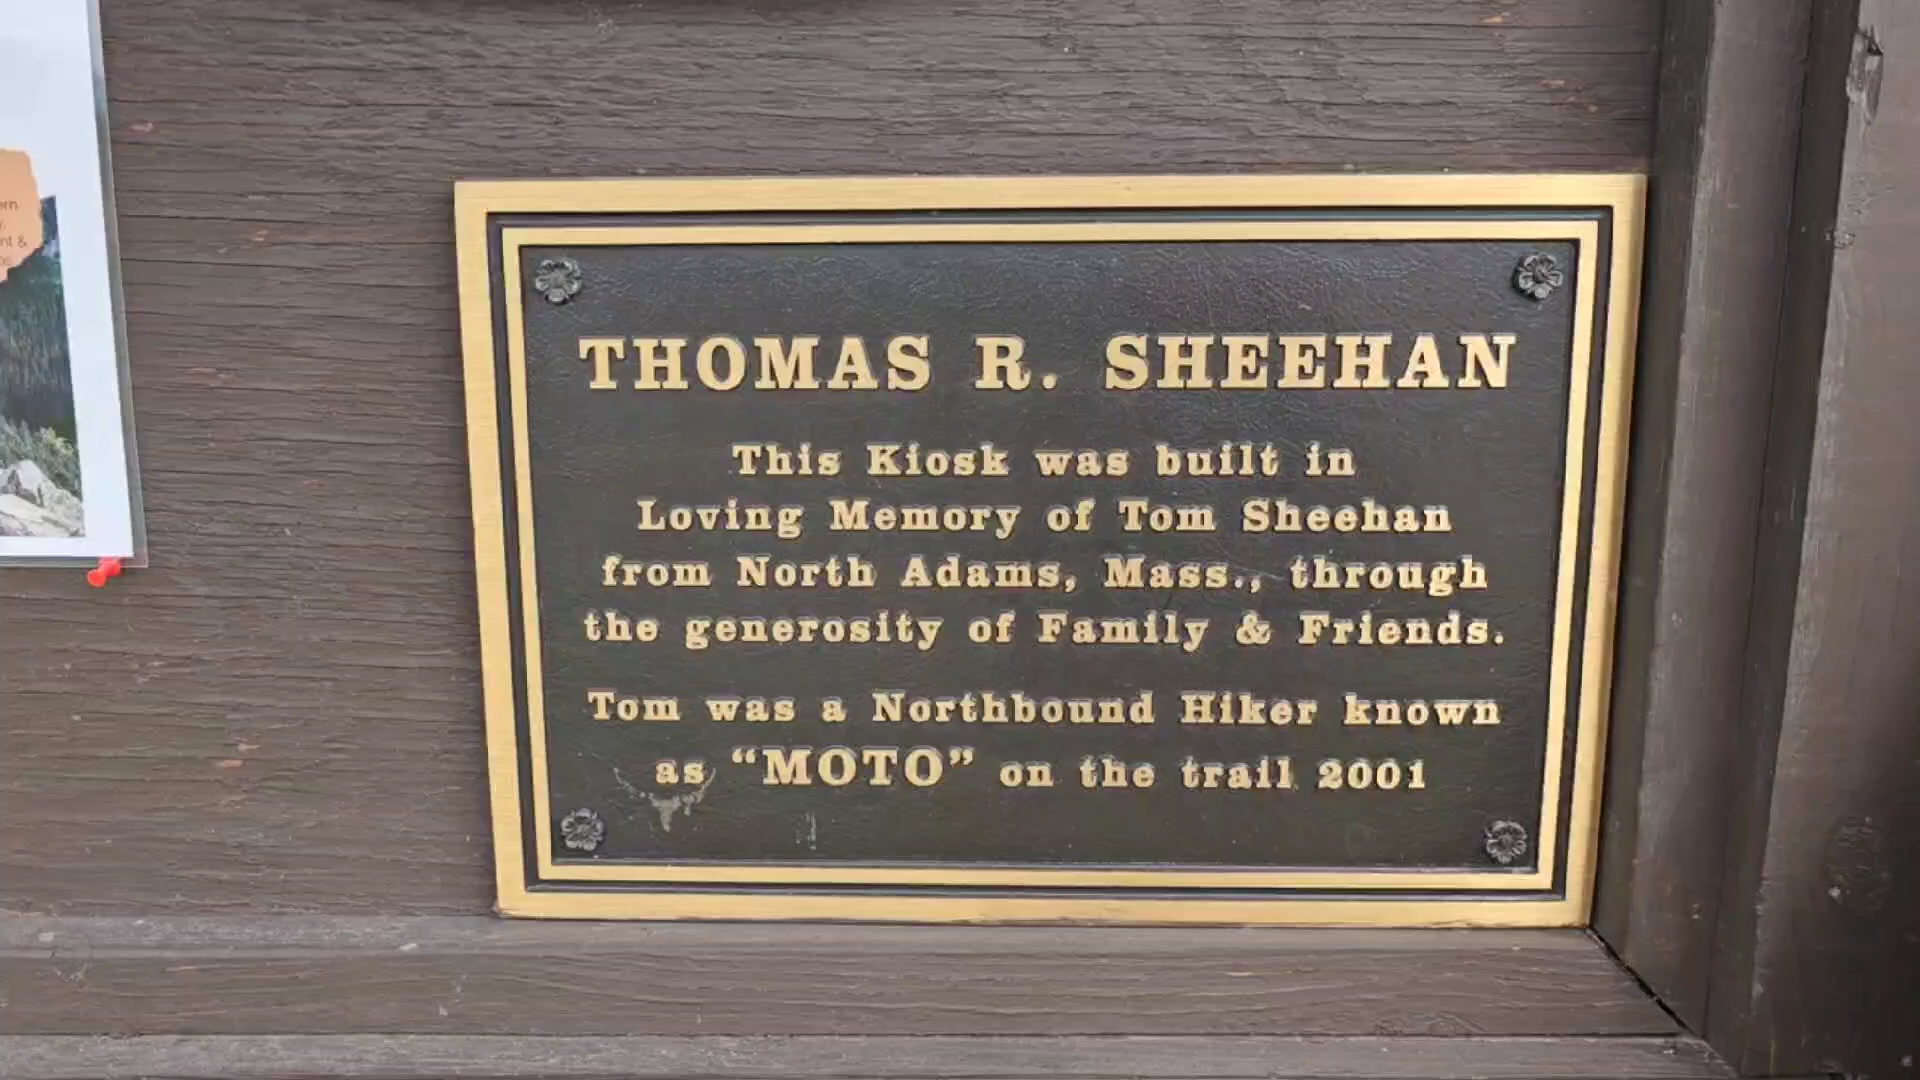 THOMAS R. SHEEHAN
This Kiosk was built in
Loving Memory of Tom Sheehan
from North Adams, Mass., through
the generosity of Family & Friends.
Tom was a Northbound Hiker known
as “MOTO” on the trail 2001